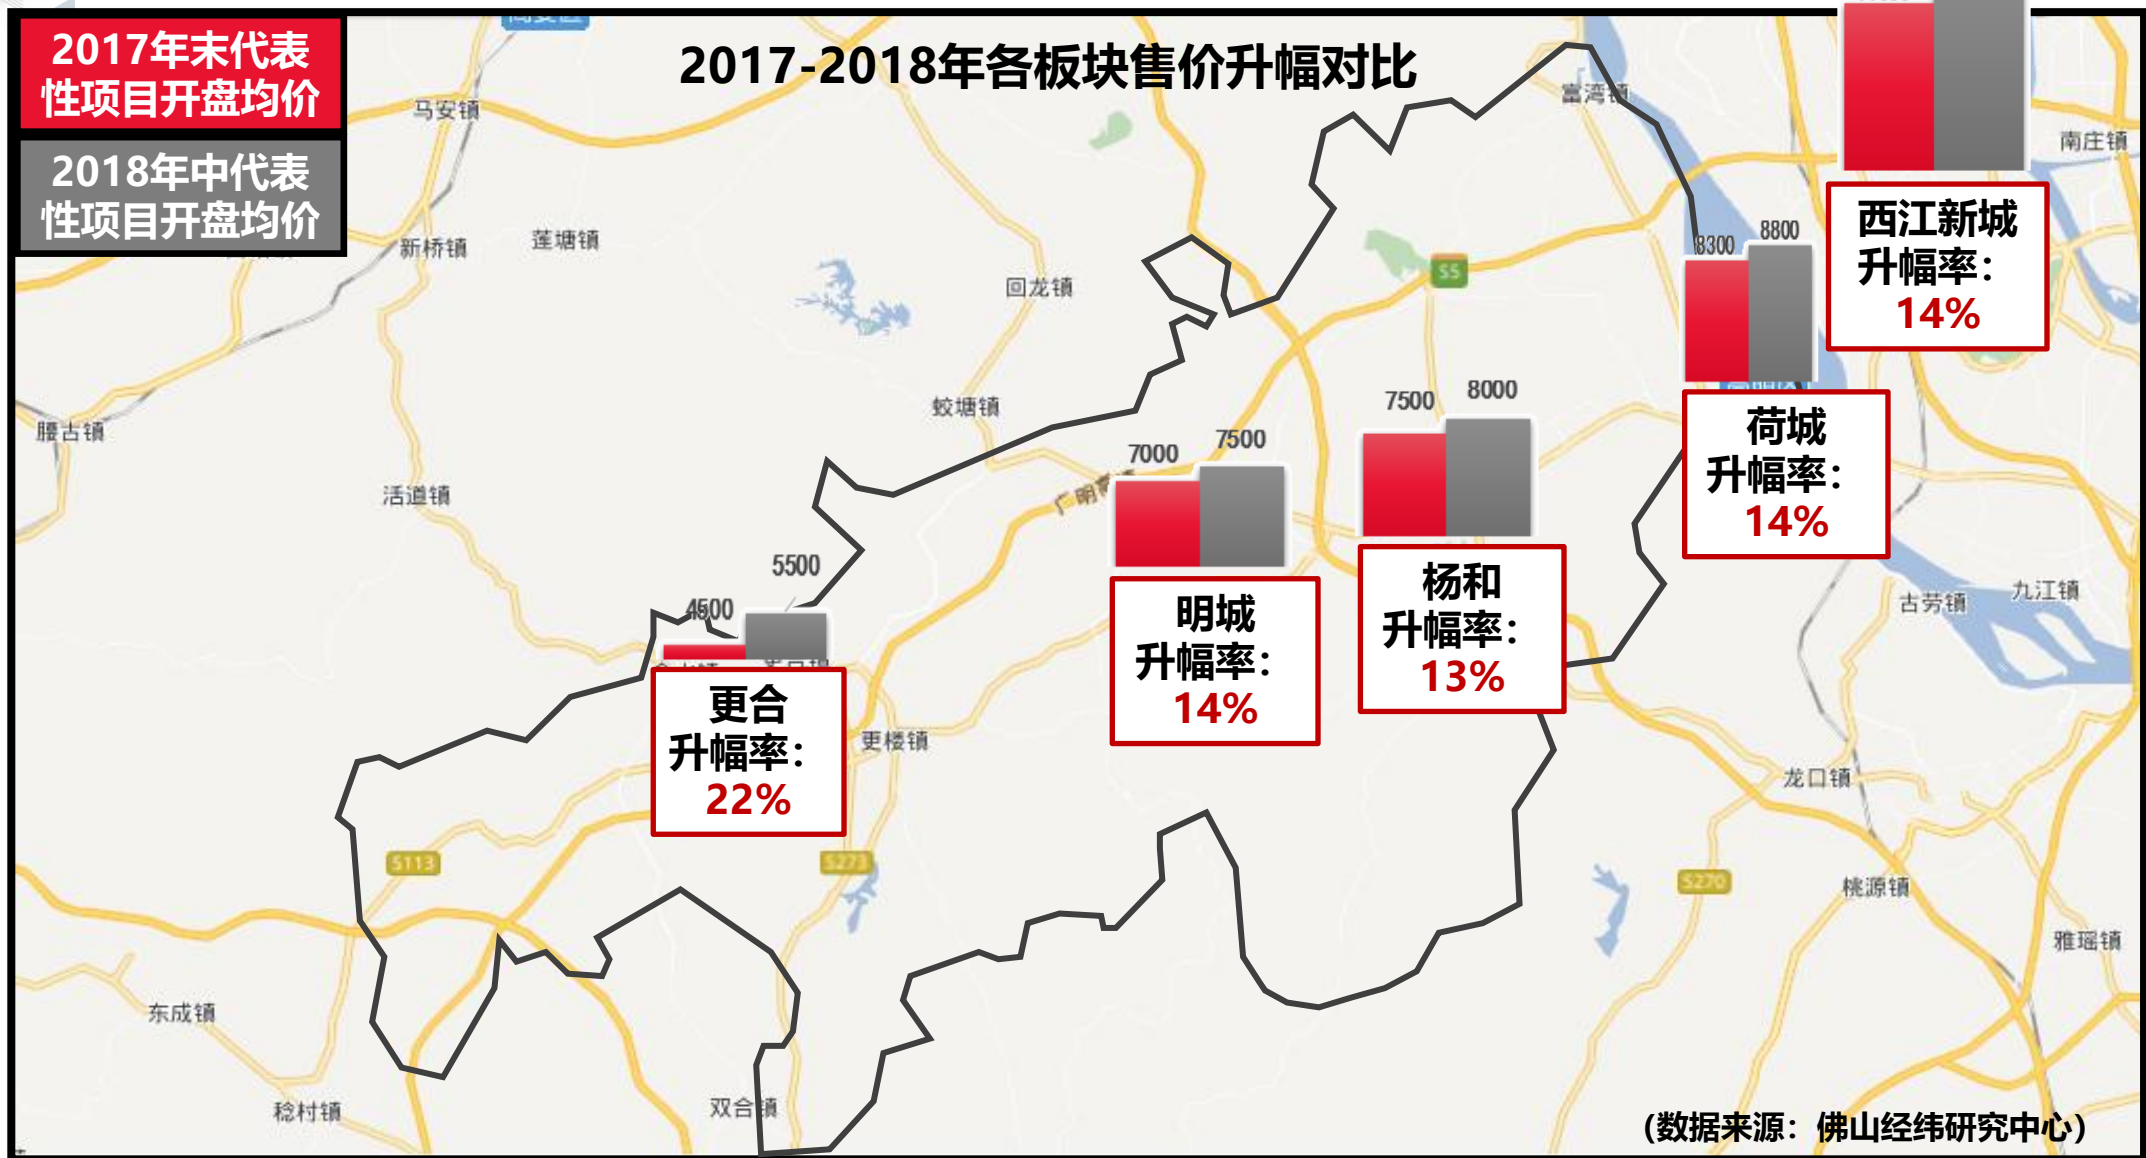 2017-2018年各板块售价升幅对比
2017年末代表
性项目开盘均价
2018年中代表
性项目开盘均价
马安镇
富湾镇
南庄镇
新桥镇
莲塘镇
回龙镇
S5
8300
8800
西江新城
升幅率：
14%
蛟塘镇
腰古镇
活道镇
7500
8000
7000
7500
荷城
升幅率：
14%
4500
5500
明城
升幅率：
14%
杨和
升幅率：
13%
古劳镇
九江镇
更合
升幅率：
22%
更楼镇
龙口镇
S113
S273
S270
桃源镇
雅瑶镇
东成镇
稔村镇
双合镇
（数据来源：佛山经纬研究中心）